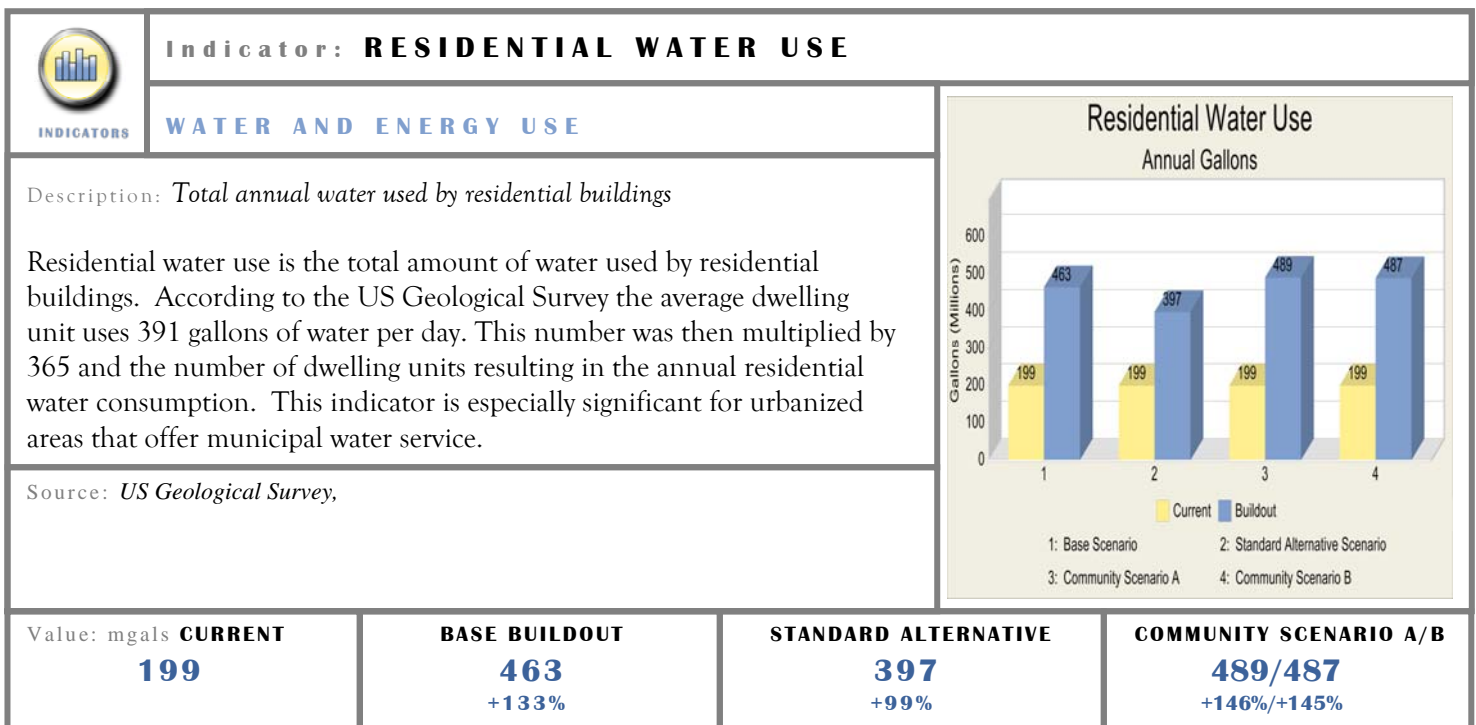 Indicator: RESIDENTIAL WATER USE
INDICATORS
WATER AND ENERGY USE
Description: Total annual water used by residential buildings
Residential water use is the total amount of water used by residential
buildings. According to the US Geological Survey the average dwelling
unit uses 391 gallons of water per day. This number was then multiplied by
365 and the number of dwelling units resulting in the annual residential
water consumption. This indicator is especially significant for urbanized
areas that offer municipal water service.
Source: US Geological Survey,
Residential Water Use
Annual Gallons
Gallons (Millions)
600
500
400
300
200
100
0
199 463 199 397 199 489 199 487
1 2 3 4
Current Buildout
1: Base Scenario 2: Standard Alternative Scenario
3: Community Scenario A 4: Community Scenario B
Value: mgals CURRENT
199
BASE BUILDOUT
463
+133%
STANDARD ALTERNATIVE
397
+99%
COMMUNITY SCENARIO A/B
489/487
+146%/+145%